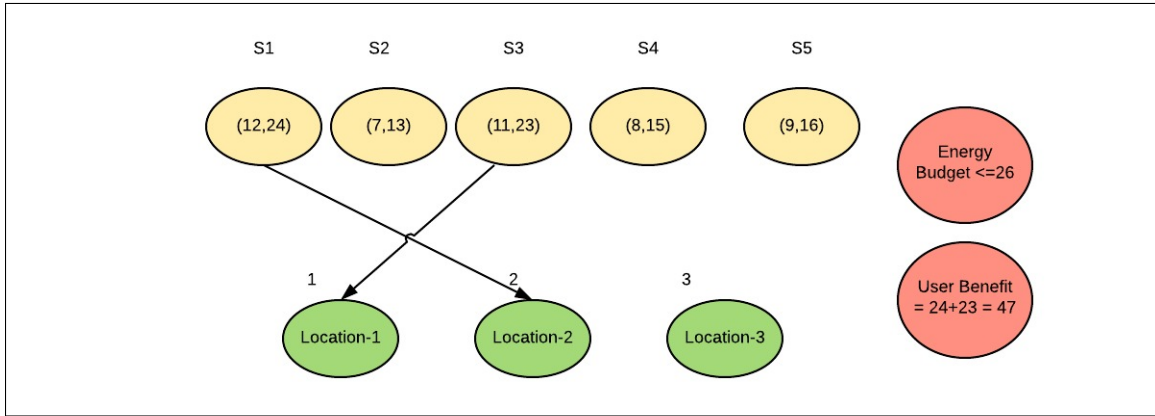 S1 S2 S3 S4 S5
(12,24) (7,13) (11,23) (8,15) (9,16)
Energy
Budget <=26
1 2 3
Location-1 Location-2 Location-3
User Benefit
= 24+23 = 47